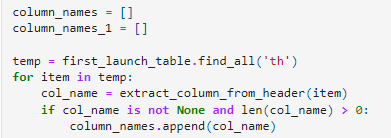 column_names = []
column_names_1 = []
temp = first_launch_table.find_all('th')
for item in temp:
    col_name = extract_column_from_header(item)
    if col_name is not None and len(col_name) > 0:
        column_names.append(col_name)